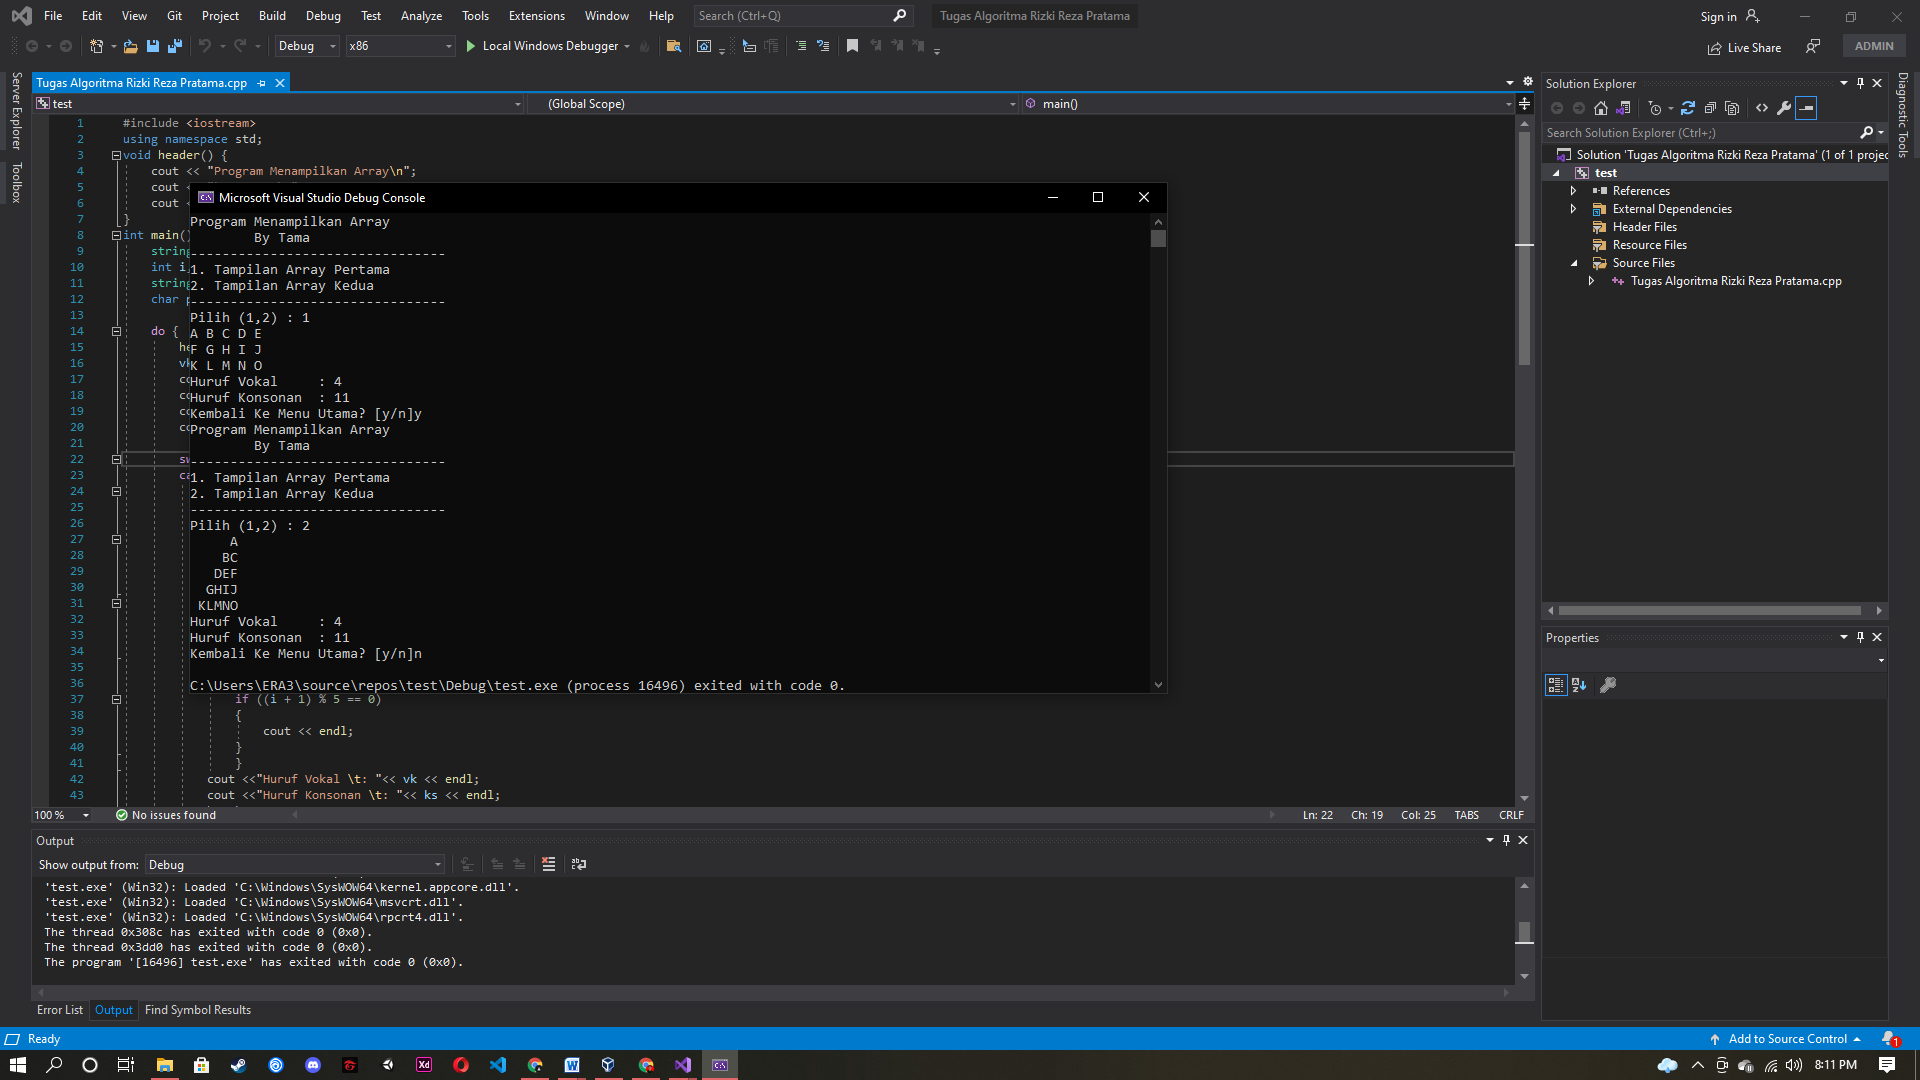 File Edit View Git Project Build Debug Test Analyze Tools Extensions Window Help Search (Ctrl+Q) Tugas Algoritma Rizki Reza Pratama Sign in
Debug x86 Local Windows Debugger Live Share ADMIN
Server Explorer
Toolbox
Tugas Algoritma Rizki Reza Pratama.cpp
test (Global Scope) main()
1 #include <iostream>
2 using namespace std;
3 void header() {
4 cout << "Program Menampilkan Array\n";
5 cout <
6 cout <
7 }
8 int main(
9 string
10 int i
11 string
12 char p
13
14 do {
15 he
16 vk
17 co
18 co
19 co
20 co
21
22 sw
23 ca
24
25
26
27
28
29
30
31
32
33
34
35
36
37 if ((i + 1) % 5 == 0)
38 {
39 cout << endl;
40 }
41 }
42 cout <<"Huruf Vokal \t: "<< vk << endl;
43 cout <<"Huruf Konsonan \t: "<< ks << endl;
Microsoft Visual Studio Debug Console
Program Menampilkan Array
By Tama
--------------------------------
1. Tampilan Array Pertama
2. Tampilan Array Kedua
--------------------------------
Pilih (1,2) : 1
A B C D E
F G H I J
K L M N O
Huruf Vokal : 4
Huruf Konsonan : 11
Kembali Ke Menu Utama? [y/n]y
Program Menampilkan Array
By Tama
--------------------------------
1. Tampilan Array Pertama
2. Tampilan Array Kedua
--------------------------------
Pilih (1,2) : 2
A
BC
DEF
GHIJ
KLMNO
Huruf Vokal : 4
Huruf Konsonan : 11
Kembali Ke Menu Utama? [y/n]n
C:\Users\ERA3\source\repos\test\Debug\test.exe (process 16496) exited with code 0.
100 % No issues found Ln: 22 Ch: 19 Col: 25 TABS CRLF
Output
Show output from: Debug
'test.exe' (Win32): Loaded 'C:\Windows\SysWOW64\kernel.appcore.dll'.
'test.exe' (Win32): Loaded 'C:\Windows\SysWOW64\msvcrt.dll'.
'test.exe' (Win32): Loaded 'C:\Windows\SysWOW64\rpcrt4.dll'.
The thread 0x308c has exited with code 0 (0x0).
The thread 0x3dd0 has exited with code 0 (0x0).
The program '[16496] test.exe' has exited with code 0 (0x0).
Error List Output Find Symbol Results
Solution Explorer
Search Solution Explorer (Ctrl+;)
Solution 'Tugas Algoritma Rizki Reza Pratama' (1 of 1 projec
test
References
External Dependencies
Header Files
Resource Files
Source Files
Tugas Algoritma Rizki Reza Pratama.cpp
Properties
Diagnostic Tools
Ready Add to Source Control 1
8:11 PM